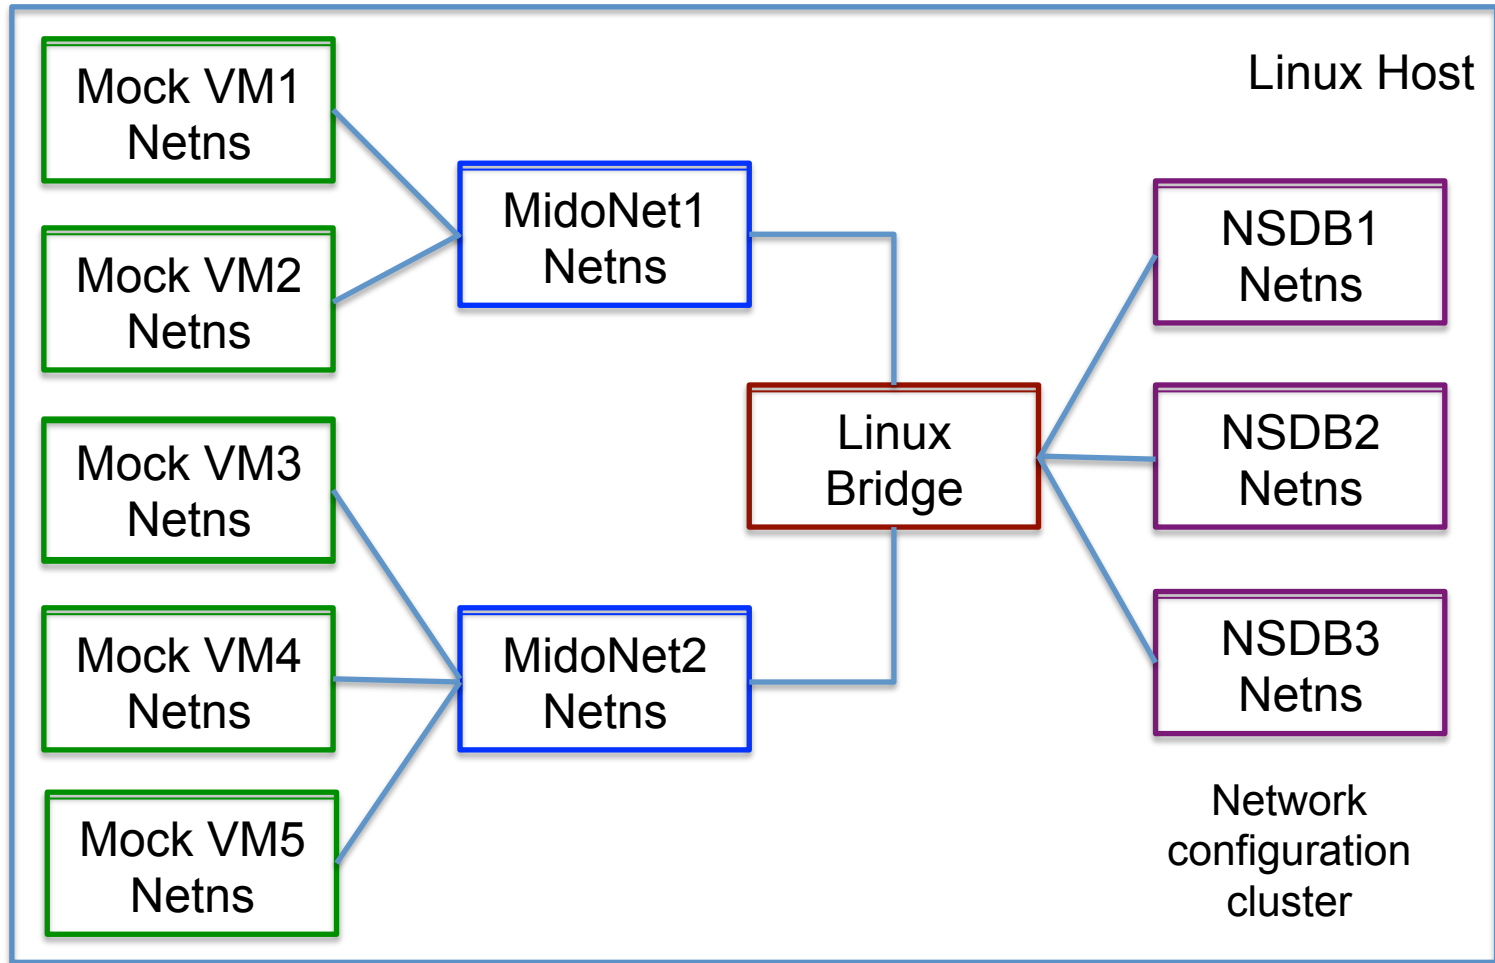 Linux Host
Mock VM1
Netns
Mock VM2
Netns
Mock VM3
Netns
Mock VM4
Netns
Mock VM5
Netns
MidoNet1
Netns
MidoNet2
Netns
Linux
Bridge
NSDB1
Netns
NSDB2
Netns
NSDB3
Netns
Network
configuration
cluster